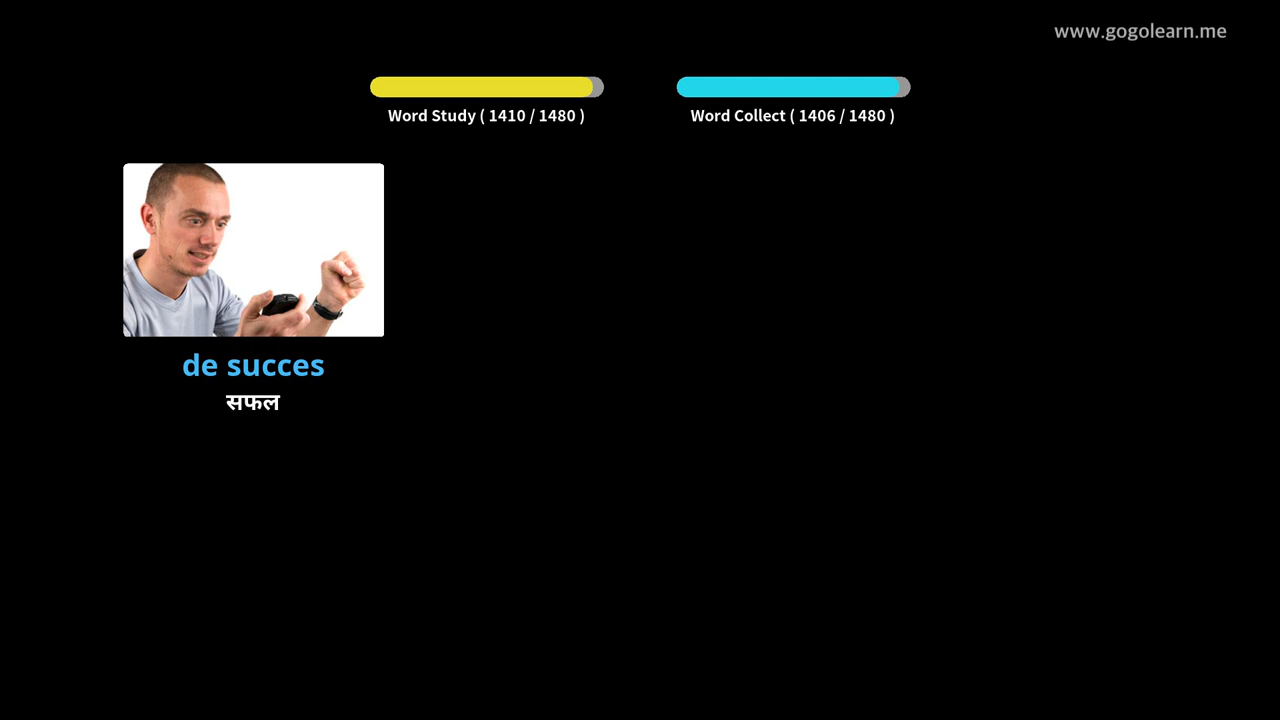 www.gogolearn.me
Word Study ( 1410 / 1480 )
Word Collect ( 1406 / 1480 )
de succes
सफल